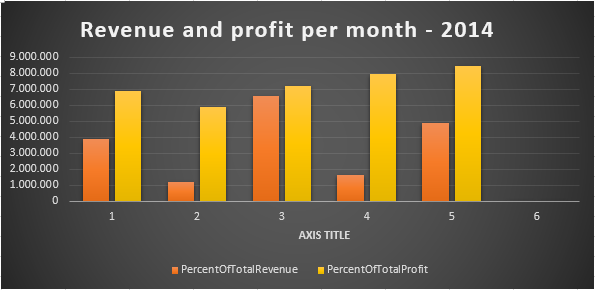 Revenue and profit per month - 2014
9.000.000
8.000.000
7.000.000
6.000.000
5.000.000
4.000.000
3.000.000
2.000.000
1.000.000
0
1 2 3 4 5 6
AXIS TITLE
PercentOfTotalRevenue PercentOfTotalProfit